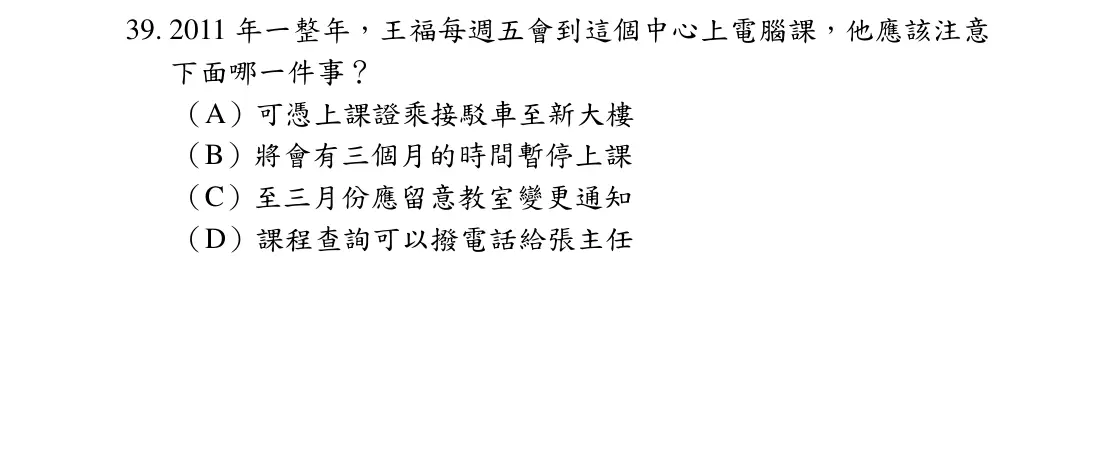 39. 2011 年一整年，王福每週五會到這個中心上電腦課，他應該注意
下面哪一件事？
（A）可憑上課證乘接駁車至新大樓
（B）將會有三個月的時間暫停上課
（C）至三月份應留意教室變更通知
（D）課程查詢可以撥電話給張主任